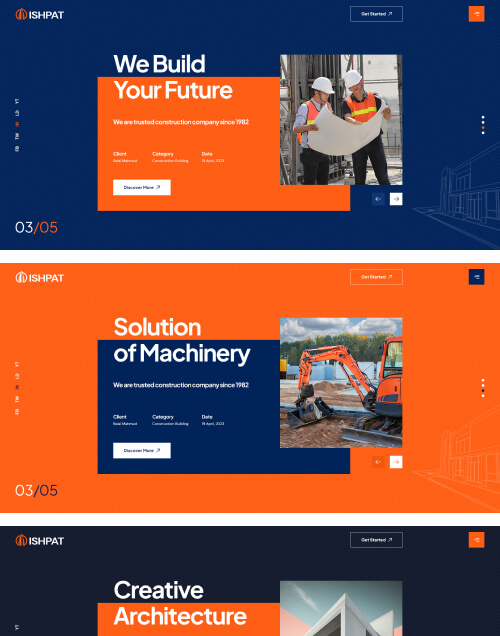 ISHPAT
Get Started
We Build
Your Future
We are trusted construction company since 1982
Client
Category
Date
Balal Mahmud
Construction Building
19 April, 2023
Discover More
YT
LD
IN
TW
FB
03/05
ISHPAT
Get Started
Solution
of Machinery
We are trusted construction company since 1982
Client
Category
Date
Balal Mahmud
Construction Building
19 April, 2023
Discover More
YT
LD
IN
TW
FB
03/05
ISHPAT
Get Started
Creative
Architecture
YT